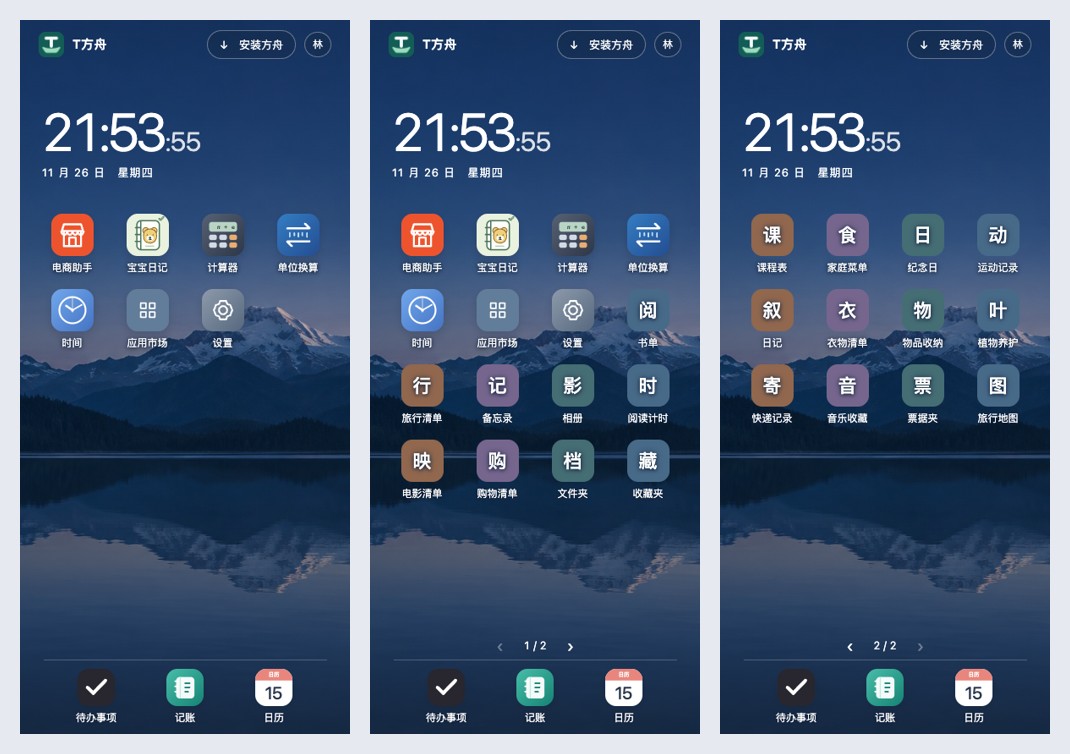 T方舟
安装方舟
林
21:53:55
11 月 26 日 星期四
电商助手 宝宝日记 计算器 单位换算
时间 应用市场 设置
日历
15
待办事项 记账 日历
T方舟
安装方舟
林
21:53:55
11 月 26 日 星期四
电商助手 宝宝日记 计算器 单位换算
阅
时间 应用市场 设置 书单
行 记 影 时
旅行清单 备忘录 相册 阅读计时
映 购 档 藏
电影清单 购物清单 文件夹 收藏夹
‹ 1 / 2 ›
日历
15
待办事项 记账 日历
T方舟
安装方舟
林
21:53:55
11 月 26 日 星期四
课 食 日 动
课程表 家庭菜单 纪念日 运动记录
叙 衣 物 叶
日记 衣物清单 物品收纳 植物养护
寄 音 票 图
快递记录 音乐收藏 票据夹 旅行地图
‹ 2 / 2 ›
日历
15
待办事项 记账 日历